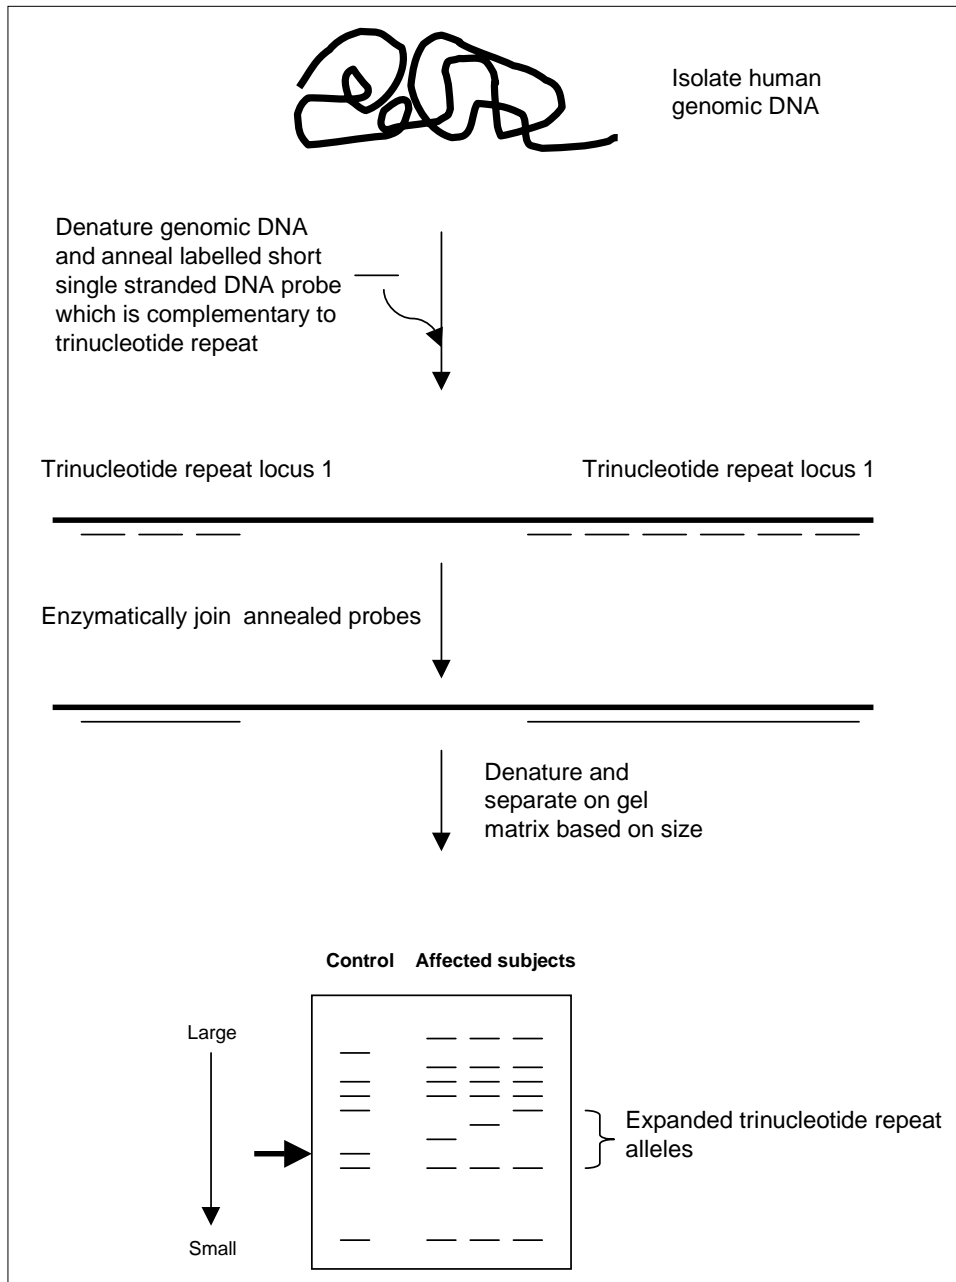 Isolate human
genomic DNA
Denature genomic DNA
and anneal labelled short
single stranded DNA probe
which is complementary to
trinucleotide repeat
Trinucleotide repeat locus 1
Trinucleotide repeat locus 1
Enzymatically join annealed probes
Denature and
separate on gel
matrix based on size
Control Affected subjects
Large
Expanded trinucleotide repeat
alleles
Small